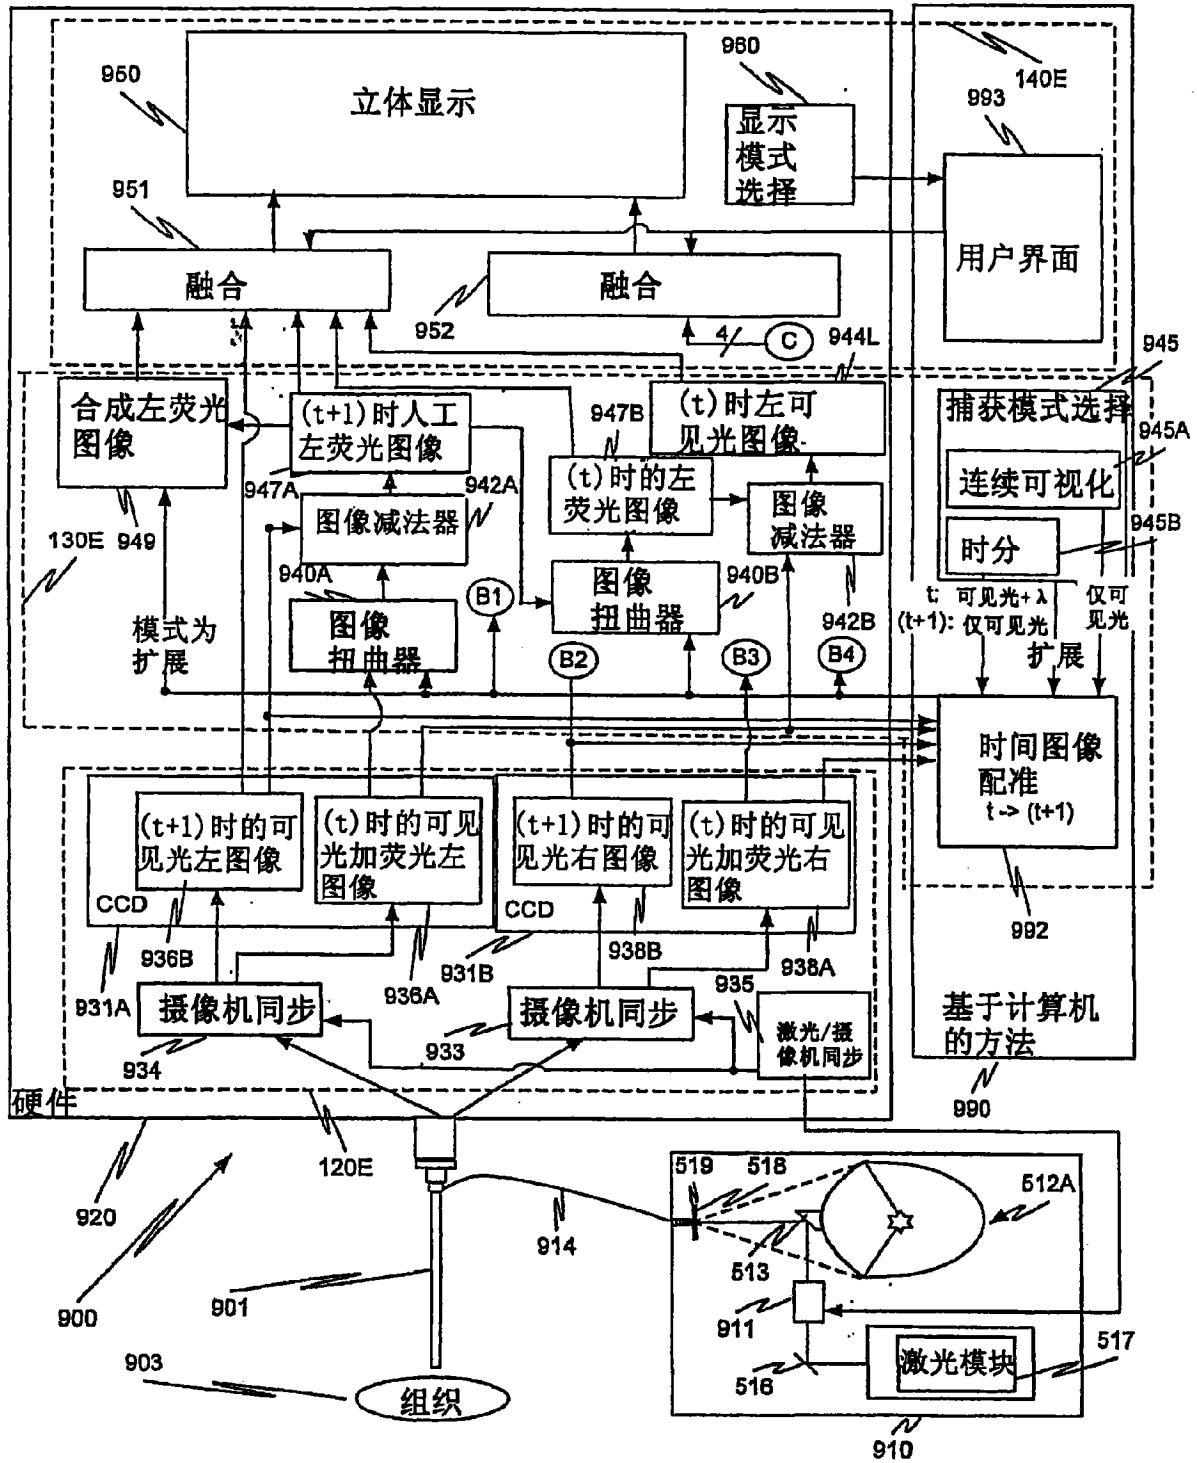 960
950
立体显示
显示
模式
选择
140E
993
用户界面
951
融合
952
融合
4
C
944L
945
合成左荧光
图像
(t+1)时人工
左荧光图像
947B
(t)时左可
见光图像
捕获模式选择
945A
连续可视化
947A
942A
(t)时的左
荧光图像
图像
减法器
945B
时分
130E
949
图像减法器
940A
图像
扭曲器
B1
图像
扭曲器
940B
942B
t: 可见光+λ
(t+1): 仅可见光
仅可
见光
扩展
模式为
扩展
B2
B3
B4
时间图像
配准
t -> (t+1)
992
(t+1)时的可
见光左图像
(t)时的可见
光加荧光左
图像
(t+1)时的可
见光右图像
(t)时的可见
光加荧光右
图像
CCD
CCD
931A
936B
936A
931B
938B
938A
935
摄像机同步
934
摄像机同步
933
激光/摄
像机同步
基于计算机
的方法
990
硬件
920
120E
900
901
903
组织
914
519
518
512A
513
911
516
激光模块
517
910